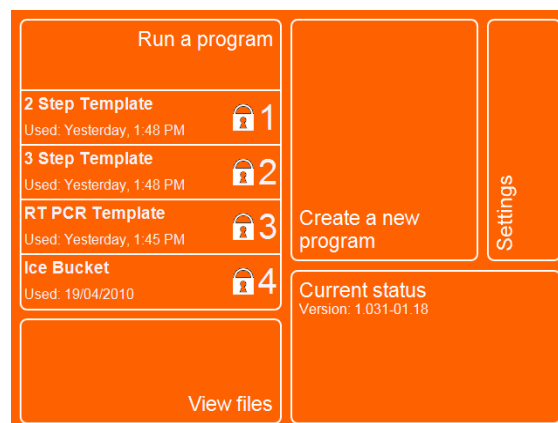 Run a program
2 Step Template
Used: Yesterday, 1:48 PM
1
3 Step Template
Used: Yesterday, 1:48 PM
2
RT PCR Template
Used: Yesterday, 1:45 PM
3
Ice Bucket
Used: 19/04/2010
4
View files
Create a new
program
Settings
Current status
Version: 1.031-01.18